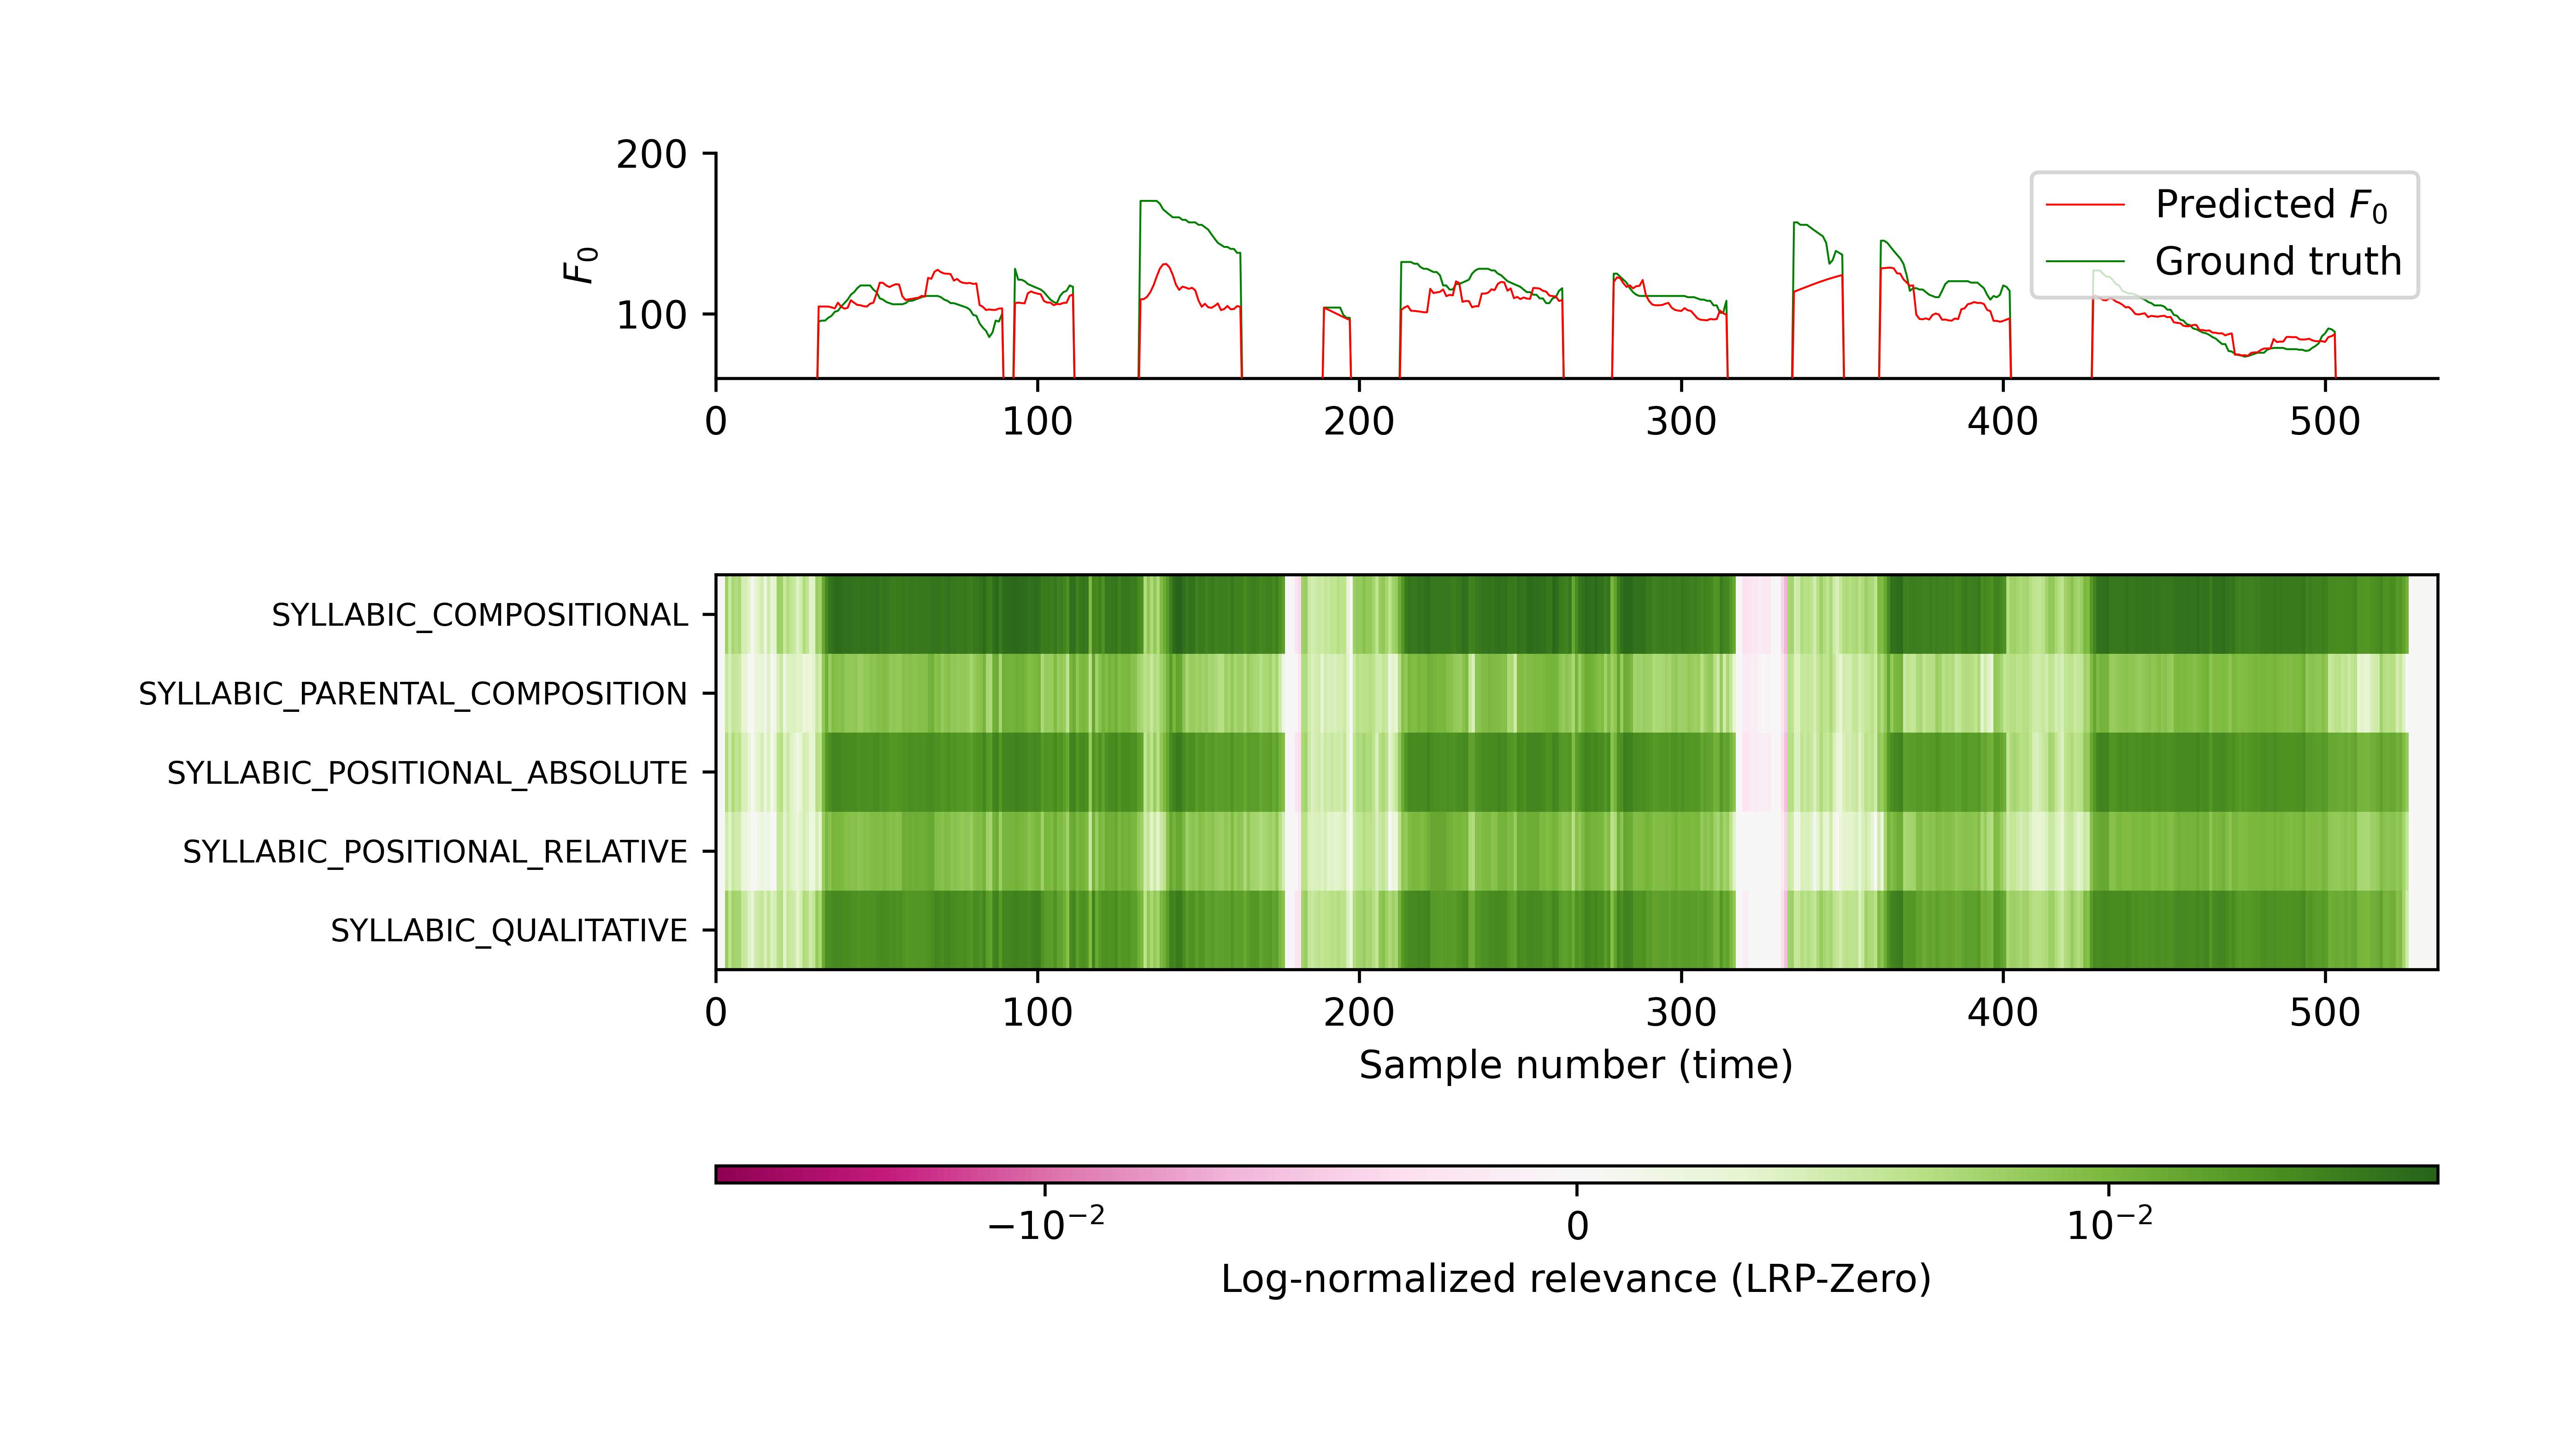 200
100
F₀
Predicted F₀
Ground truth
0 100 200 300 400 500
SYLLABIC_COMPOSITIONAL
SYLLABIC_PARENTAL_COMPOSITION
SYLLABIC_POSITIONAL_ABSOLUTE
SYLLABIC_POSITIONAL_RELATIVE
SYLLABIC_QUALITATIVE
0 100 200 300 400 500
Sample number (time)
−10⁻² 0 10⁻²
Log-normalized relevance (LRP-Zero)